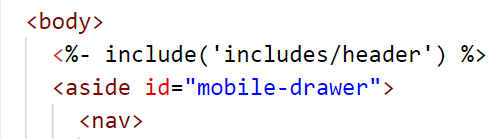 <body>
<%- include('includes/header') %>
<aside id="mobile-drawer">
<nav>